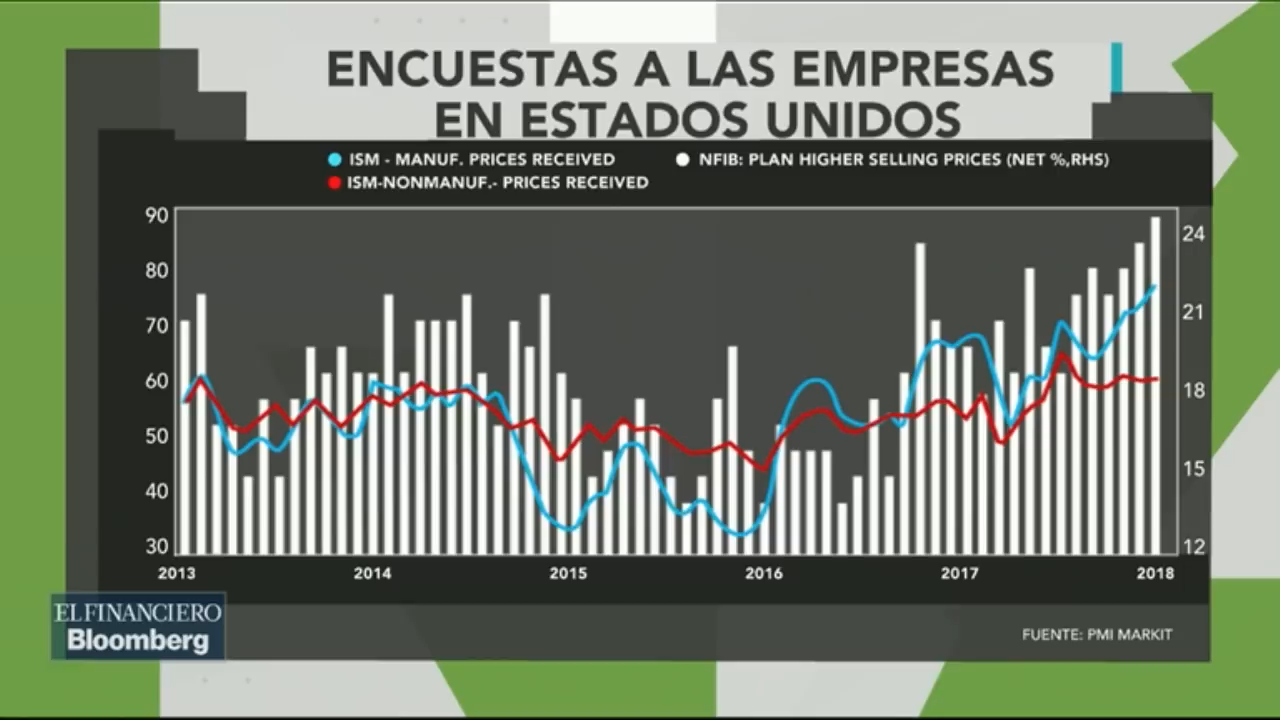 ENCUESTAS A LAS EMPRESAS
EN ESTADOS UNIDOS
ISM - MANUF. PRICES RECEIVED
NFIB: PLAN HIGHER SELLING PRICES (NET %,RHS)
ISM-NONMANUF.- PRICES RECEIVED
90
80
70
60
50
40
30
24
21
18
15
12
2013 2014 2015 2016 2017 2018
EL FINANCIERO
Bloomberg
FUENTE: PMI MARKIT